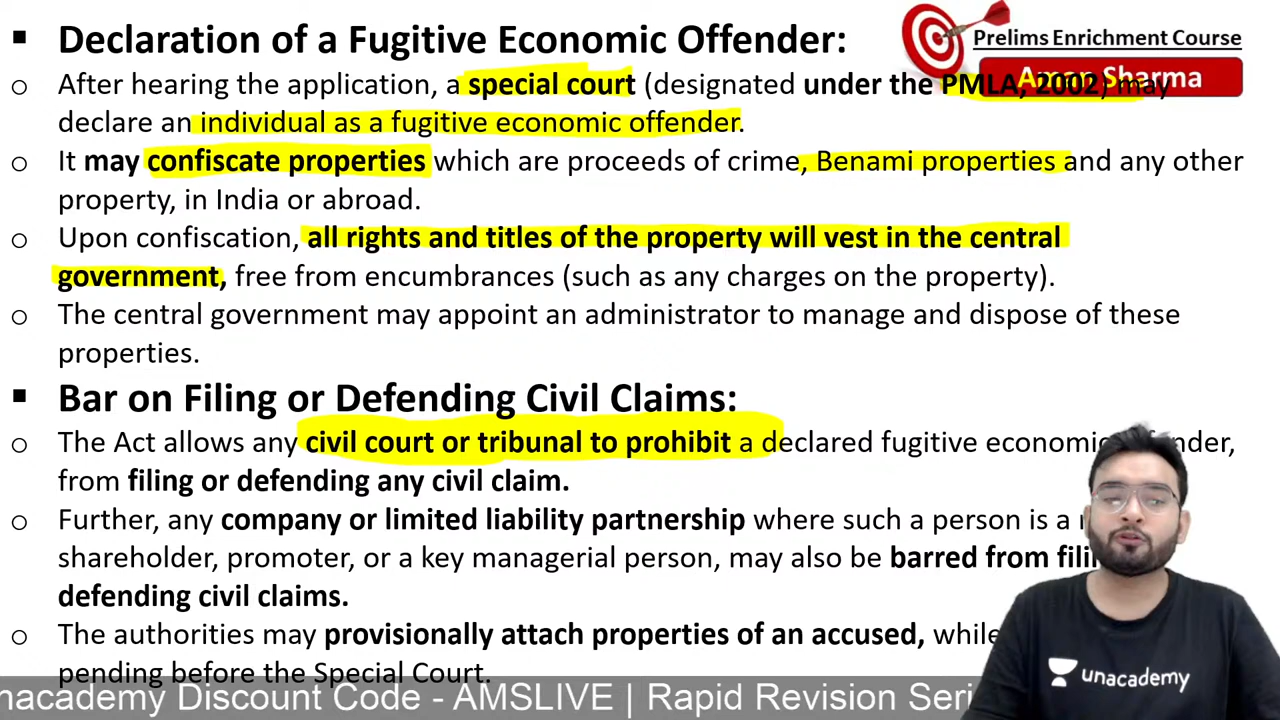 ▪ Declaration of a Fugitive Economic Offender:
Prelims Enrichment Course
Aman Sharma
o After hearing the application, a special court (designated under the PMLA, 2002) may
declare an individual as a fugitive economic offender.
o It may confiscate properties which are proceeds of crime, Benami properties and any other
property, in India or abroad.
o Upon confiscation, all rights and titles of the property will vest in the central
government, free from encumbrances (such as any charges on the property).
o The central government may appoint an administrator to manage and dispose of these
properties.
▪ Bar on Filing or Defending Civil Claims:
o The Act allows any civil court or tribunal to prohibit a declared fugitive economic offender,
from filing or defending any civil claim.
o Further, any company or limited liability partnership where such a person is a
shareholder, promoter, or a key managerial person, may also be barred from
defending civil claims.
o The authorities may provisionally attach properties of an accused, while
pending before the Special Court.
unacademy
nacademy Discount Code - AMSLIVE | Rapid Revision Seri